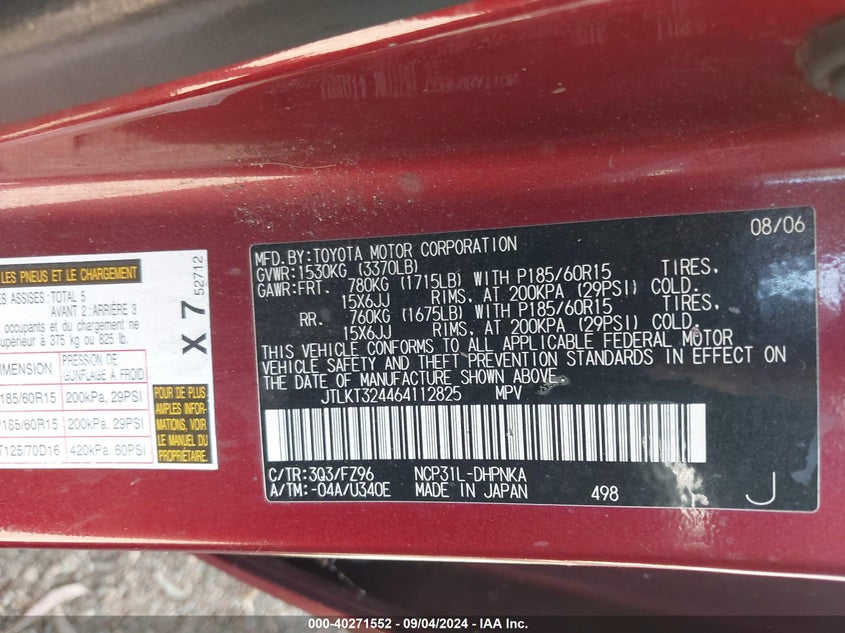 LES PNEUS ET LE CHARGEMENT
ES ASSISES: TOTAL 5
AVANT 2: ARRIÈRE 3
occupants et du chargement ne
supérieur à 375 kg ou 825 lb.
DIMENSION
PRESSION DE
GONFLAGE À FROID
185/60R15 200kPa, 29PSI
P185/60R15 200kPa, 29PSI
T125/70D16 420kPa, 60PSI
X 7
52712
POUR DE PLUS
AMPLES INFOR-
MATIONS, VOIR
LE MANUEL DU
PROPRIÉTAIRE.
08/06
MFD.BY:TOYOTA MOTOR CORPORATION
GVWR:1530KG (3370LB)
GAWR:FRT. 780KG (1715LB) WITH P185/60R15 TIRES,
15X6JJ RIMS, AT 200KPA (29PSI) COLD.
RR. 760KG (1675LB) WITH P185/60R15 TIRES,
15X6JJ RIMS, AT 200KPA (29PSI) COLD.
THIS VEHICLE CONFORMS TO ALL APPLICABLE FEDERAL MOTOR
VEHICLE SAFETY AND THEFT PREVENTION STANDARDS IN EFFECT ON
THE DATE OF MANUFACTURE SHOWN ABOVE.
JTLKT324464112825 MPV
C/TR:3Q3/FZ96 NCP31L-DHPNKA
A/TM:-04A/U340E MADE IN JAPAN 498 J
000-40271552 - 09/04/2024 - © IAA, Inc.